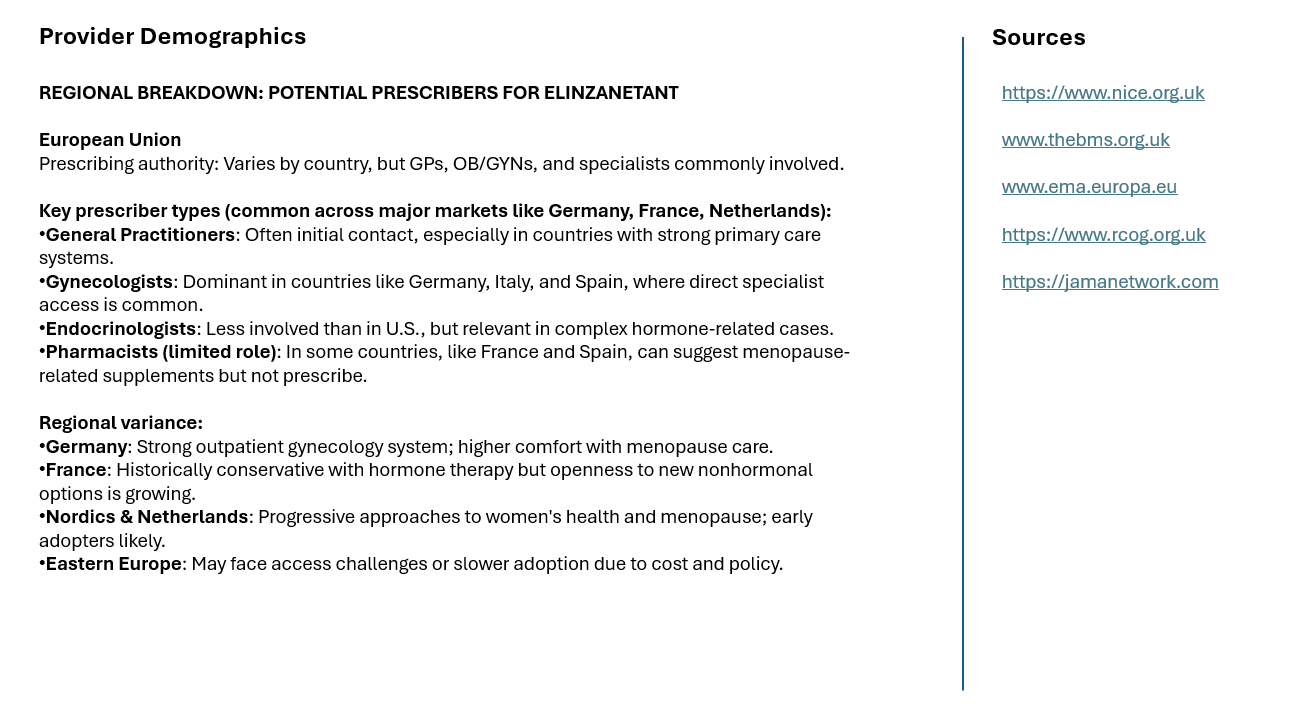 Provider Demographics
REGIONAL BREAKDOWN: POTENTIAL PRESCRIBERS FOR ELINZANETANT
European Union
Prescribing authority: Varies by country, but GPs, OB/GYNs, and specialists commonly involved.
Key prescriber types (common across major markets like Germany, France, Netherlands):
•General Practitioners: Often initial contact, especially in countries with strong primary care
systems.
•Gynecologists: Dominant in countries like Germany, Italy, and Spain, where direct specialist
access is common.
•Endocrinologists: Less involved than in U.S., but relevant in complex hormone-related cases.
•Pharmacists (limited role): In some countries, like France and Spain, can suggest menopause-
related supplements but not prescribe.
Regional variance:
•Germany: Strong outpatient gynecology system; higher comfort with menopause care.
•France: Historically conservative with hormone therapy but openness to new nonhormonal
options is growing.
•Nordics & Netherlands: Progressive approaches to women's health and menopause; early
adopters likely.
•Eastern Europe: May face access challenges or slower adoption due to cost and policy.
Sources
https://www.nice.org.uk
www.thebms.org.uk
www.ema.europa.eu
https://www.rcog.org.uk
https://jamanetwork.com